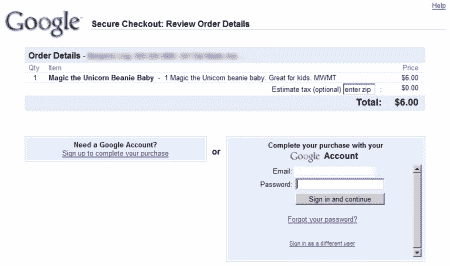 Help
Google Secure Checkout: Review Order Details
Order Details -
Qty Item Price
1 Magic the Unicorn Beanie Baby - 1 Magic the Unicorn beanie baby. Great for kids. MWMT $6.00
Estimate tax (optional) enter zip : $0.00
Total: $6.00
Need a Google Account?
Sign up to complete your purchase
or
Complete your purchase with your
Google Account
Email:
Password:
Sign in and continue
Forgot your password?
Sign in as a different user